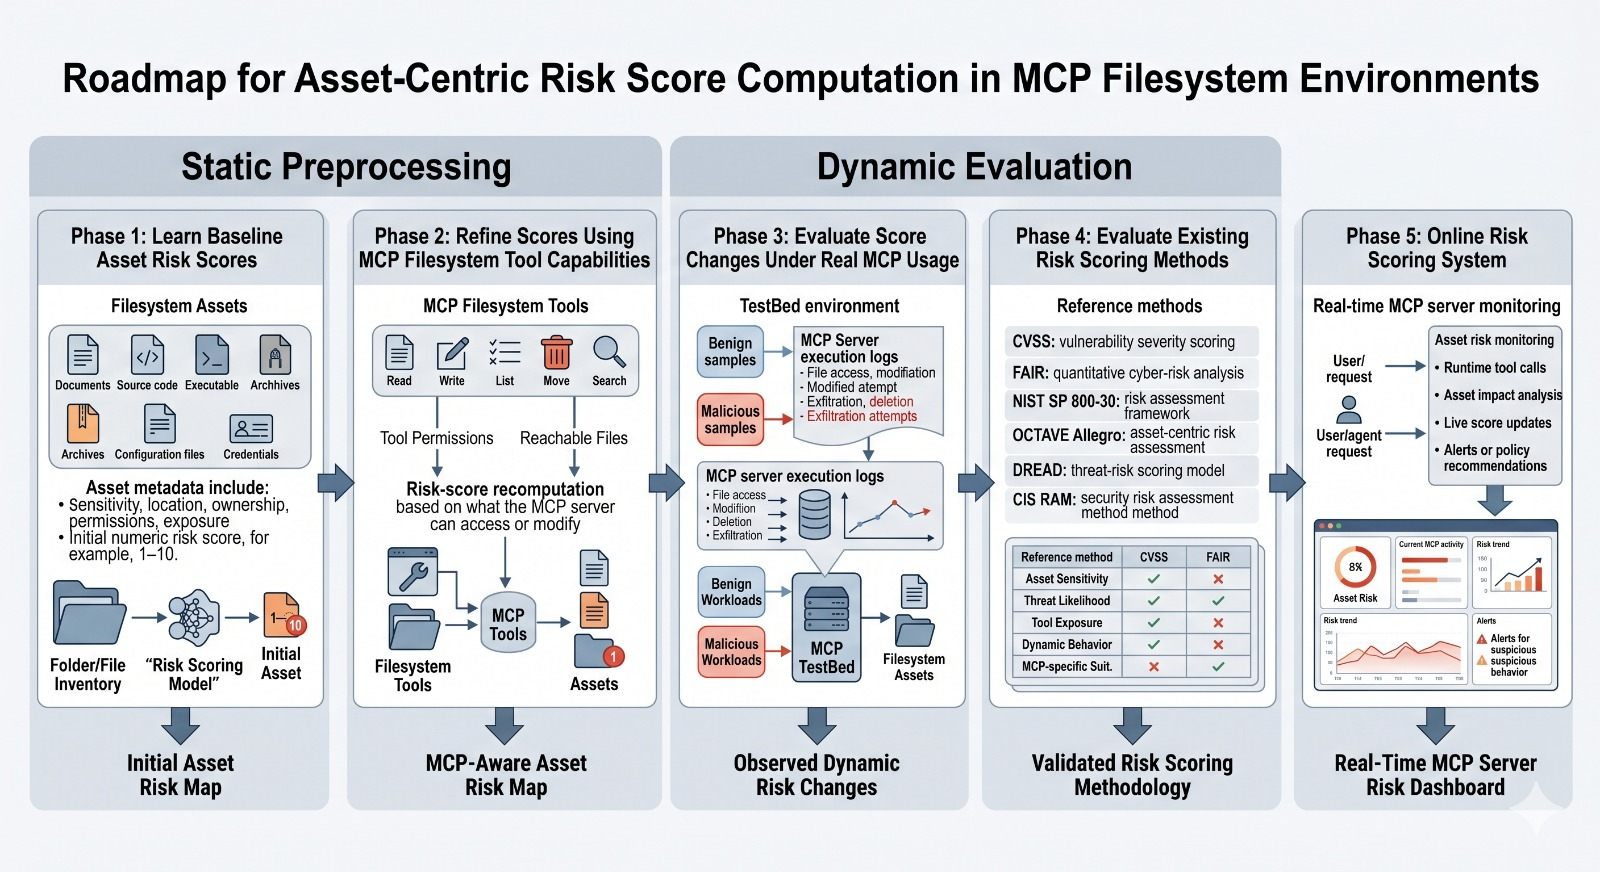 Roadmap for Asset-Centric Risk Score Computation in MCP Filesystem Environments
Static Preprocessing
Dynamic Evaluation
Phase 1: Learn Baseline
Asset Risk Scores
Filesystem Assets
Documents
Source code
Executable
Archhives
Archives
Configuration files
Credentials
Asset metadata include:
• Sensitivity, location, ownership,
permissions, exposure
• Initial numeric risk score, for
example, 1–10.
1–
10
Folder/File
Inventory
“Risk Scoring
Model”
Initial
Asset
Initial Asset
Risk Map
Phase 2: Refine Scores Using
MCP Filesystem Tool Capabilities
MCP Filesystem Tools
Read
Write
List
Move
Search
Tool Permissions
Reachable Files
Risk-score recomputation
based on what the MCP server
can access or modify
MCP
Tools
1
Filesystem
Tools
Assets
MCP-Aware Asset
Risk Map
Phase 3: Evaluate Score
Changes Under Real MCP Usage
TestBed environment
Benign
samples
Malicious
samples
MCP Server
execution logs
- File access, modifiation
- Modified atempt
- Exfitration, deletion
- Exfiltration attempts
MCP server execution logs
• File access
• Modifition
• Deletion
• Exfiltration
Benign
Workloads
Malicious
Workloads
MCP
TestBed
Filesystem
Assets
Observed Dynamic
Risk Changes
Phase 4: Evaluate Existing
Risk Scoring Methods
Reference methods
CVSS: vulnerability severity scoring
FAIR: quantitative cyber-risk analysis
NIST SP 800-30: risk assessment
framework
OCTAVE Allegro: asset-centric risk
assessment
DREAD: threat-risk scoring model
CIS RAM: security risk assessment
method method
Reference method CVSS FAIR
Asset Sensitivity ✓ ✗
Threat Likelihood ✓ ✓
Tool Exposure ✓ ✗
Dynamic Behavior ✓ ✗
MCP-specific Suit. ✗ ✓
Validated Risk Scoring
Methodology
Phase 5: Online Risk
Scoring System
Real-time MCP server monitoring
User/
request
User/agent
request
Asset risk monitoring
• Runtime tool calls
• Asset impact analysis
• Live score updates
• Alerts or policy
recommendations
8%
Asset Risk
Current MCP activity
Risk trend
150
100
50
0
Risk trend
Alerts
Alerts for
suspicious
suspicious
behavior
Real-Time MCP Server
Risk Dashboard